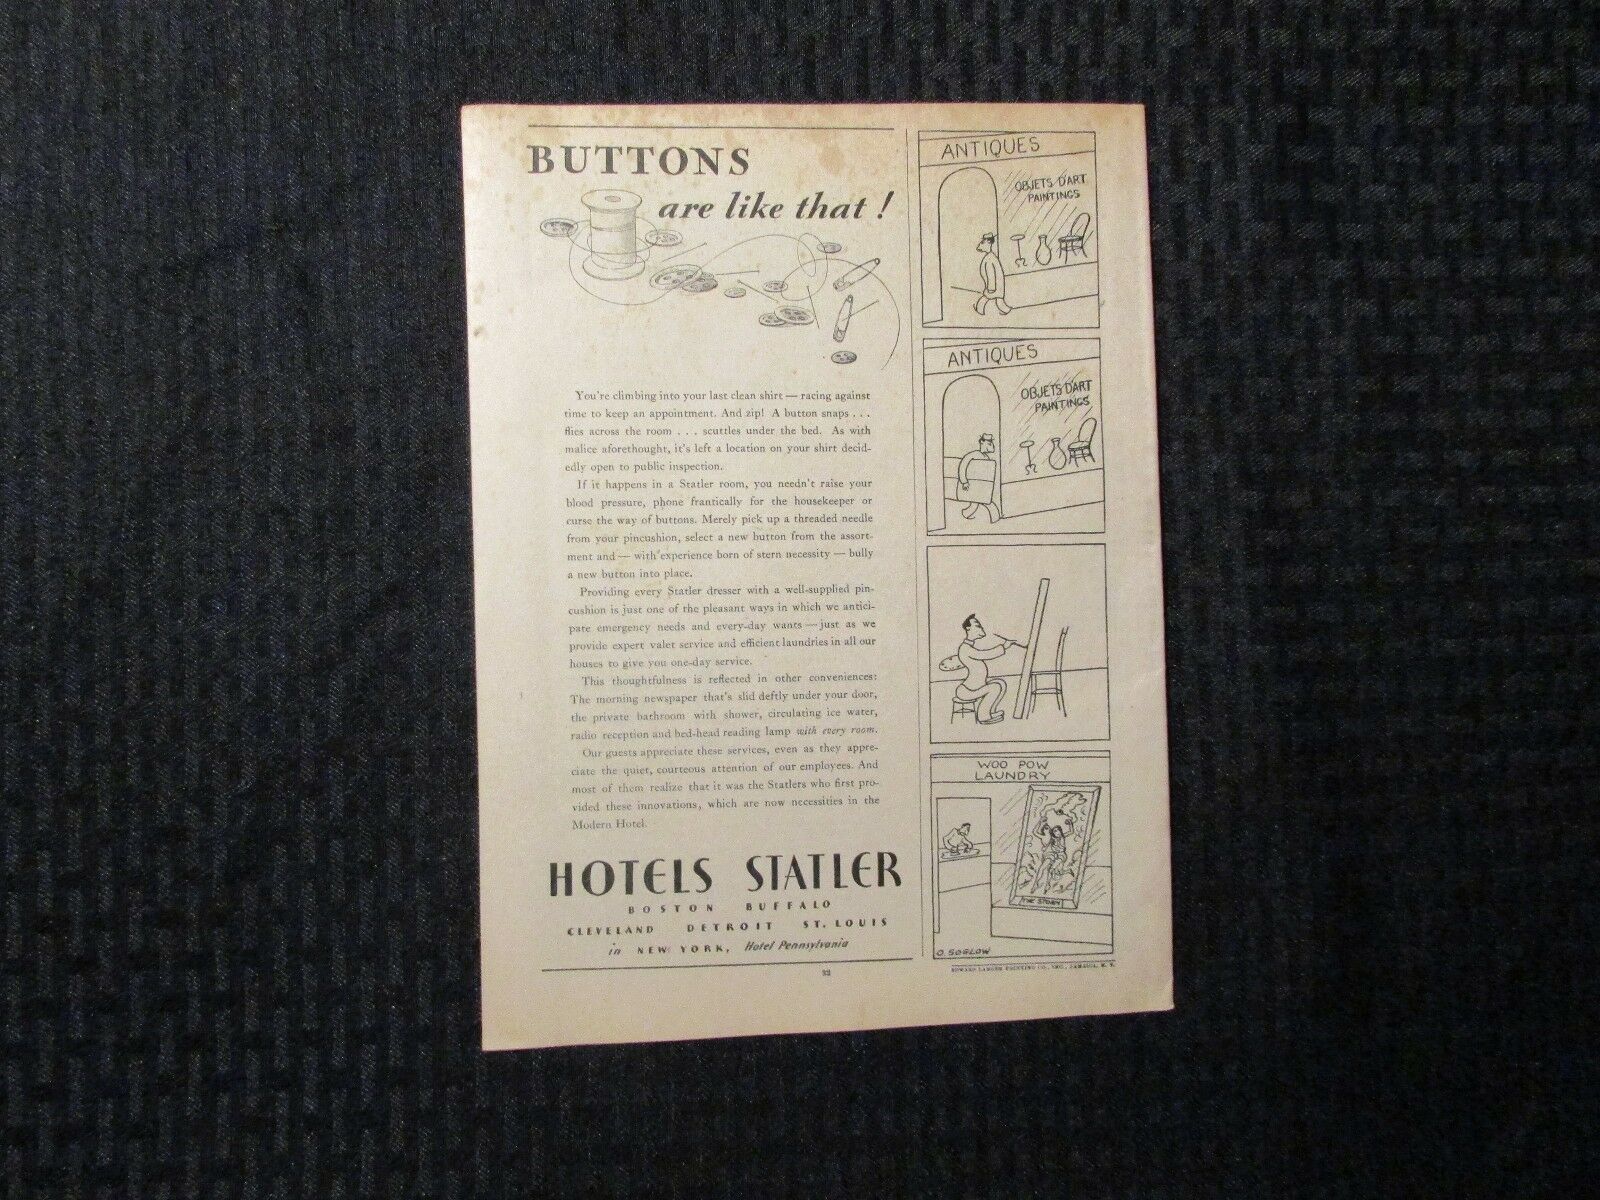 BUTTONS
are like that!
You're climbing into your last clean shirt — racing against
time to keep an appointment. And zip! A button snaps . . .
flies across the room . . . scuttles under the bed. As with
malice aforethought, it's left a location on your shirt decid-
edly open to public inspection.
If it happens in a Statler room, you needn't raise your
blood pressure, phone frantically for the housekeeper or
curse the way of buttons. Merely pick up a threaded needle
from your pincushion, select a new button from the assort-
ment and — with experience born of stern necessity — bully
a new button into place.
Providing every Statler dresser with a well-supplied pin-
cushion is just one of the pleasant ways in which we antici-
pate emergency needs and every-day wants — just as we
provide expert valet service and efficient laundries in all our
houses to give you one-day service.
This thoughtfulness is reflected in other conveniences:
The morning newspaper that's slid deftly under your door,
the private bathroom with shower, circulating ice water,
radio reception and bed-head reading lamp with every room.
Our guests appreciate these services, even as they appre-
ciate the quiet, courteous attention of our employees. And
most of them realize that it was the Statlers who first pro-
vided these innovations, which are now necessities in the
Modern Hotel.
HOTELS STATLER
BOSTON BUFFALO
CLEVELAND DETROIT ST. LOUIS
in NEW YORK, Hotel Pennsylvania
32
ANTIQUES
OBJETS D'ART
PAINTINGS
ANTIQUES
OBJETS D'ART
PAINTINGS
WOO POW
LAUNDRY
THE STORM
O. SOGLOW
EDWARD LANGER PRINTING CO., INC., JAMAICA, N. Y.